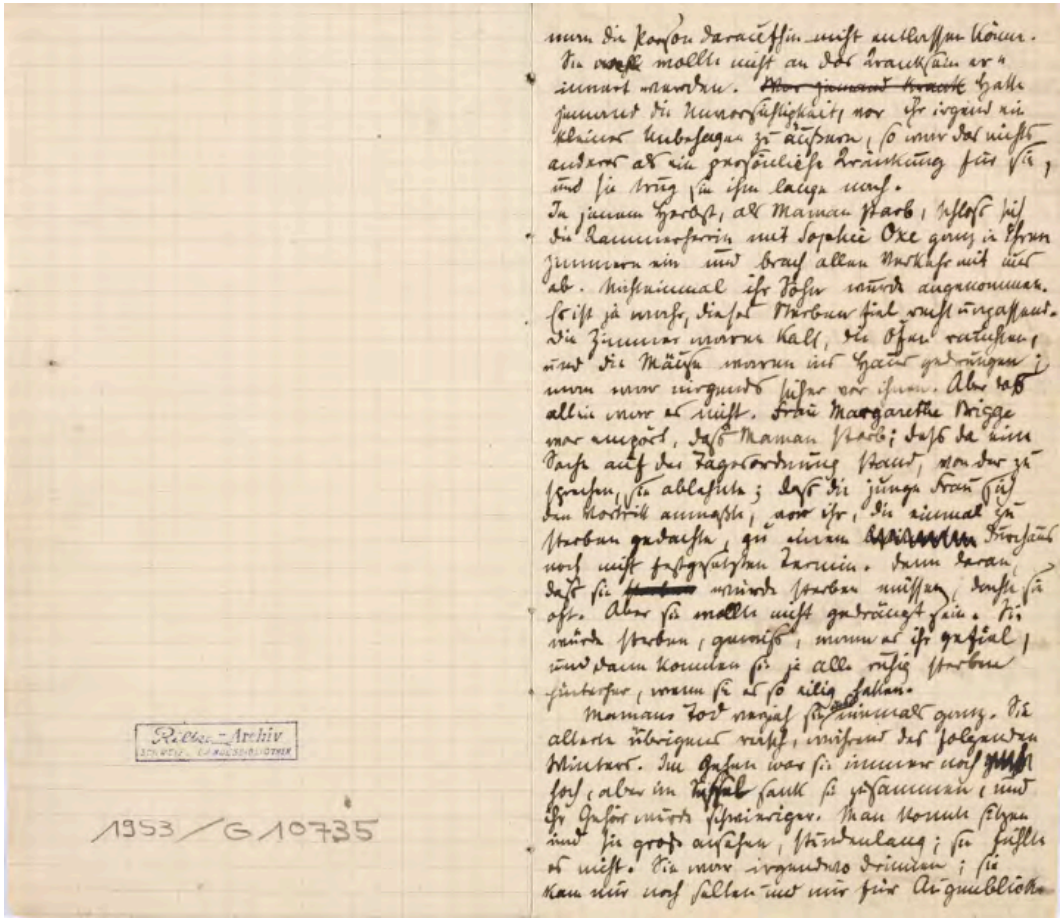 Rilke-Archiv
SCHWEIZ. LANDESBIBLIOTHEK
1953/G 10735
man die Person daraufhin nicht entlassen könne.
Sie wollte nicht an das Kranksein er=
innert werden. War jemand krank Hatte
jemand die Unvorsichtigkeit, vor ihr irgend ein
kleines Unbehagen zu äußern, so war das nichts
anderes als ein persönliche Kränkung für sie,
und sie trug sie ihm lange nach.
In jenem Herbst, als Maman starb, schloß sich
die Kammerherrin mit Sophie Oxe ganz in Ihren
Zimmern ein und brach allen Verkehr mit uns
ab. Nichteinmal ihr Sohn wurde angenommen.
Es ist ja wahr, dieses Sterben fiel recht unpassend.
Die Zimmer waren kalt, die Öfen rauchten,
und die Mäuse waren ins Haus gedrungen;
man war nirgends sicher vor ihnen. Aber das
allein war es nicht. Frau Margarethe Brigge
war empört, daß Maman starb; daß da eine
Sache auf der Tagesordnung stand, von der zu
sprechen, sie ablehnte; daß die junge Frau sich
den Vortritt anmaßte, vor ihr, die einmal zu
sterben gedachte, zu einem durchaus
noch nicht festgesetzten Termin. Denn daran,
daß sie sterben würde sterben müssen, dachte sie
oft. Aber sie wollte nicht gedrängt sein. Sie
würde sterben, gewiß, wann es ihr gefiel,
und dann konnten sie ja alle ruhig sterben
hinterher, wenn sie es so eilig hatten.
Mamans Tod verzieh sie uns niemals ganz. Sie
alterte übrigens rasch, während des folgenden
Winters. Im Gehen war sie immer noch
hoch, aber im Sessel sank sie zusammen, und
ihr Gehör wurde schwieriger. Man konnte sitzen
und sie groß ansehen, stundenlang; sie fühlte
es nicht. Sie war irgendwo drinnen; sie
kam nur noch selten und nur für Augenblicke